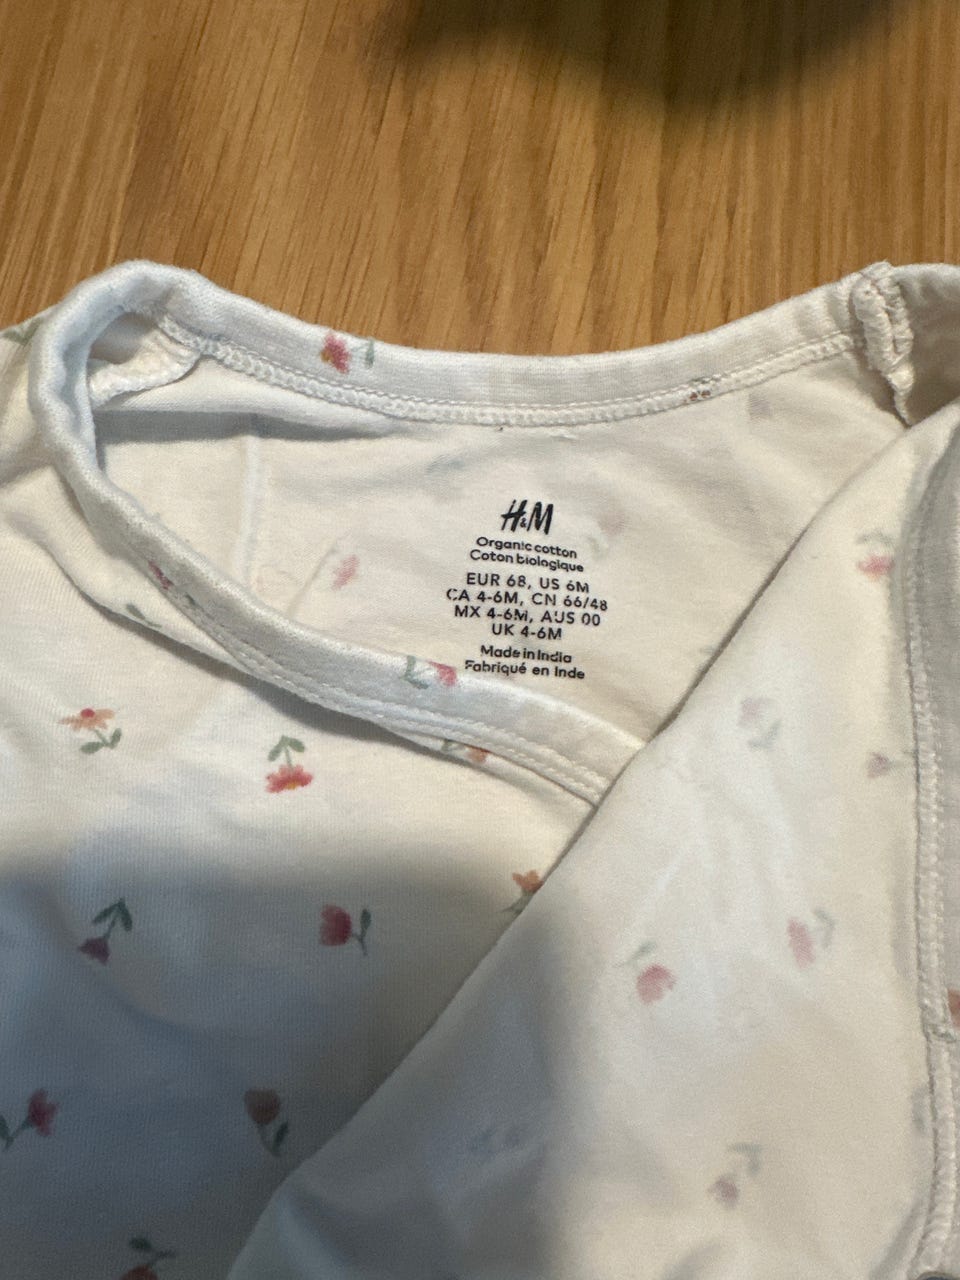 H&M
Organic cotton
Coton biologique
EUR 68, US 6M
CA 4-6M, CN 66/48
MX 4-6M, AUS 00
UK 4-6M
Made in India
Fabriqué en Inde